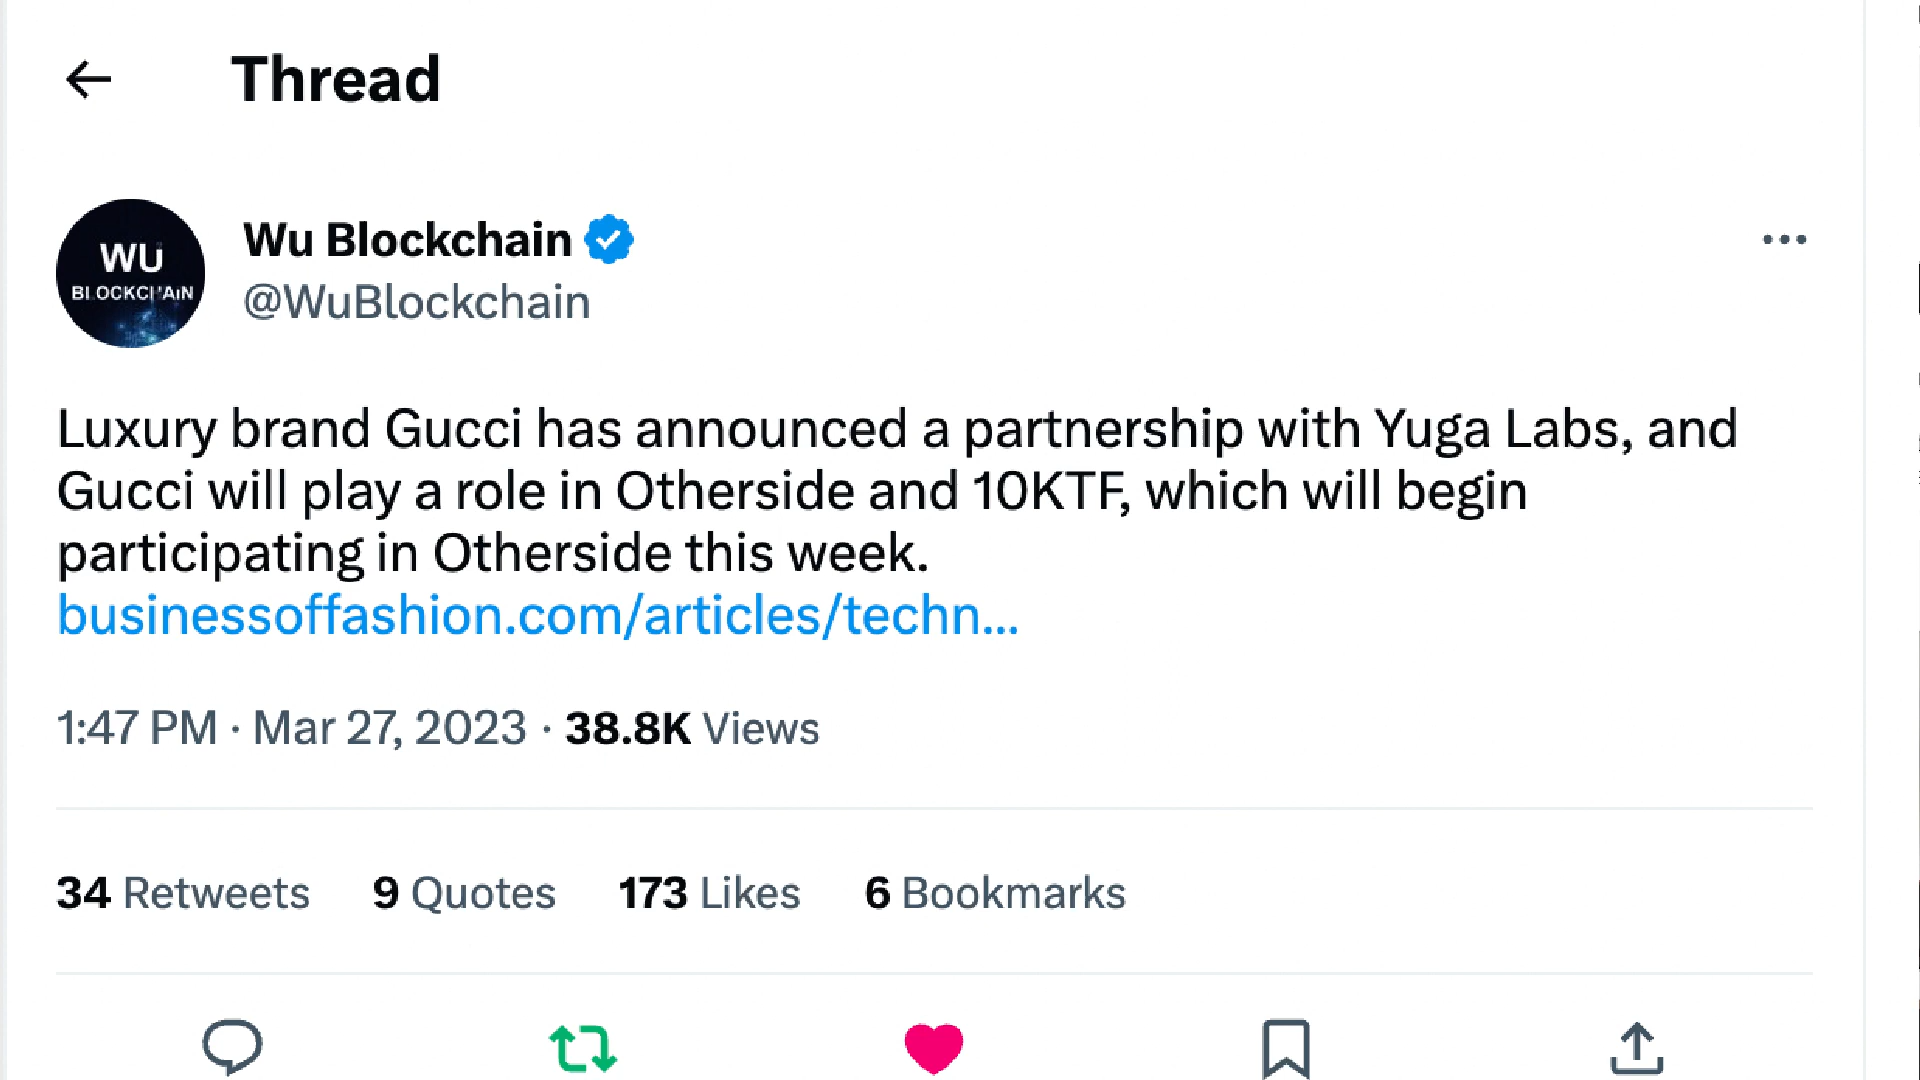 Thread
Wu Blockchain
@WuBlockchain
WU
BLOCKCHAIN
Luxury brand Gucci has announced a partnership with Yuga Labs, and
Gucci will play a role in Otherside and 10KTF, which will begin
participating in Otherside this week.
businessoffashion.com/articles/techn...
1:47 PM · Mar 27, 2023 · 38.8K Views
34 Retweets 9 Quotes 173 Likes 6 Bookmarks